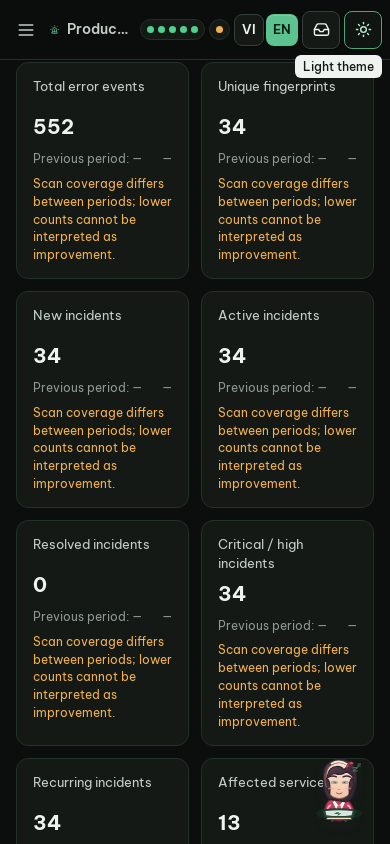 Produc...
VI
EN
Light theme
Total error events
552
Previous period: — —
Scan coverage differs
between periods; lower
counts cannot be
interpreted as
improvement.
Unique fingerprints
34
Previous period: — —
Scan coverage differs
between periods; lower
counts cannot be
interpreted as
improvement.
New incidents
34
Previous period: — —
Scan coverage differs
between periods; lower
counts cannot be
interpreted as
improvement.
Active incidents
34
Previous period: — —
Scan coverage differs
between periods; lower
counts cannot be
interpreted as
improvement.
Resolved incidents
0
Previous period: — —
Scan coverage differs
between periods; lower
counts cannot be
interpreted as
improvement.
Critical / high
incidents
34
Previous period: — —
Scan coverage differs
between periods; lower
counts cannot be
interpreted as
improvement.
Recurring incidents
34
Affected service
13